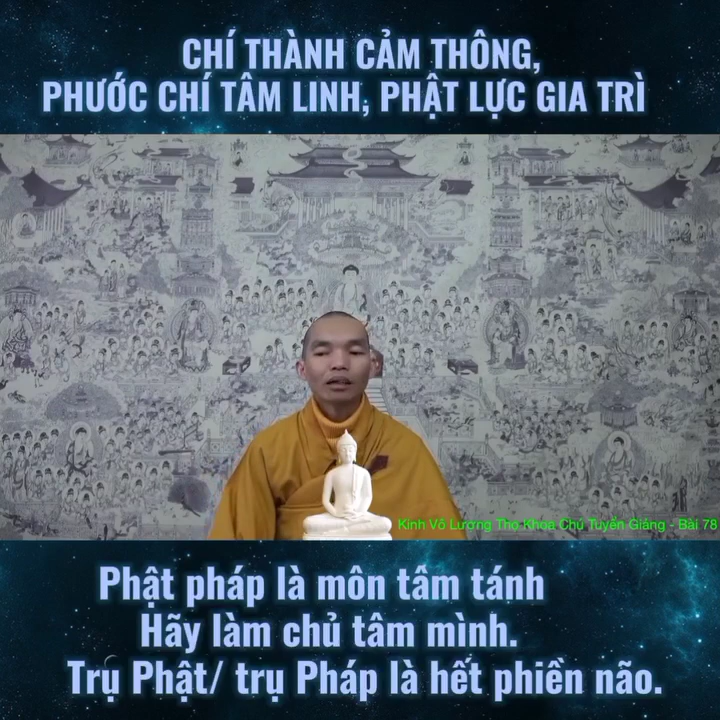 CHÍ THÀNH CẢM THÔNG,
PHƯỚC CHÍ TÂM LINH, PHẬT LỰC GIA TRÌ
Kinh Vô Lượng Thọ Khoa Chú Tuyển Giảng - Bài 78
Phật pháp là môn tâm tánh
Hãy làm chủ tâm mình.
Trụ Phật/ trụ Pháp là hết phiền não.